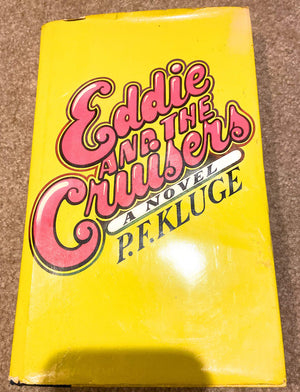 Eddie
AND THE
Cruisers
A NOVEL
P.F. KLUGE